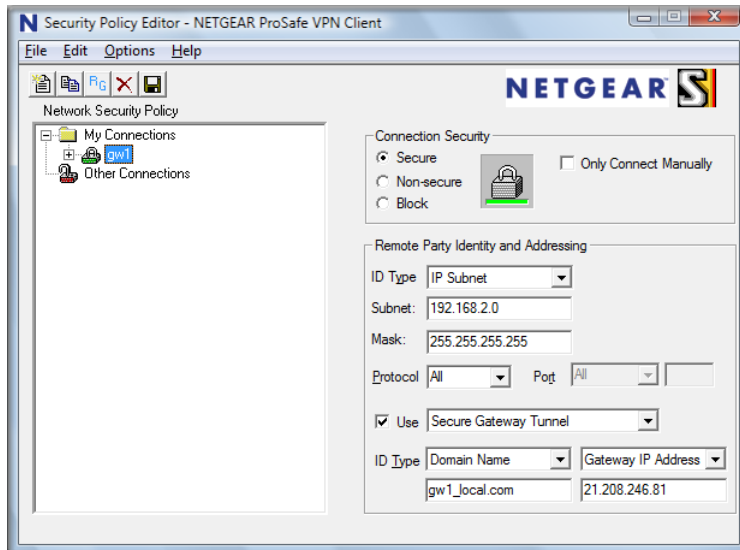 N Security Policy Editor - NETGEAR ProSafe VPN Client
File Edit Options Help
RG
NETGEAR S
Network Security Policy
My Connections
gw1
Other Connections
Connection Security
Secure
Non-secure
Block
Only Connect Manually
Remote Party Identity and Addressing
ID Type IP Subnet
Subnet: 192.168.2.0
Mask: 255.255.255.255
Protocol All Port All
Use Secure Gateway Tunnel
ID Type Domain Name Gateway IP Address
gw1_local.com 21.208.246.81